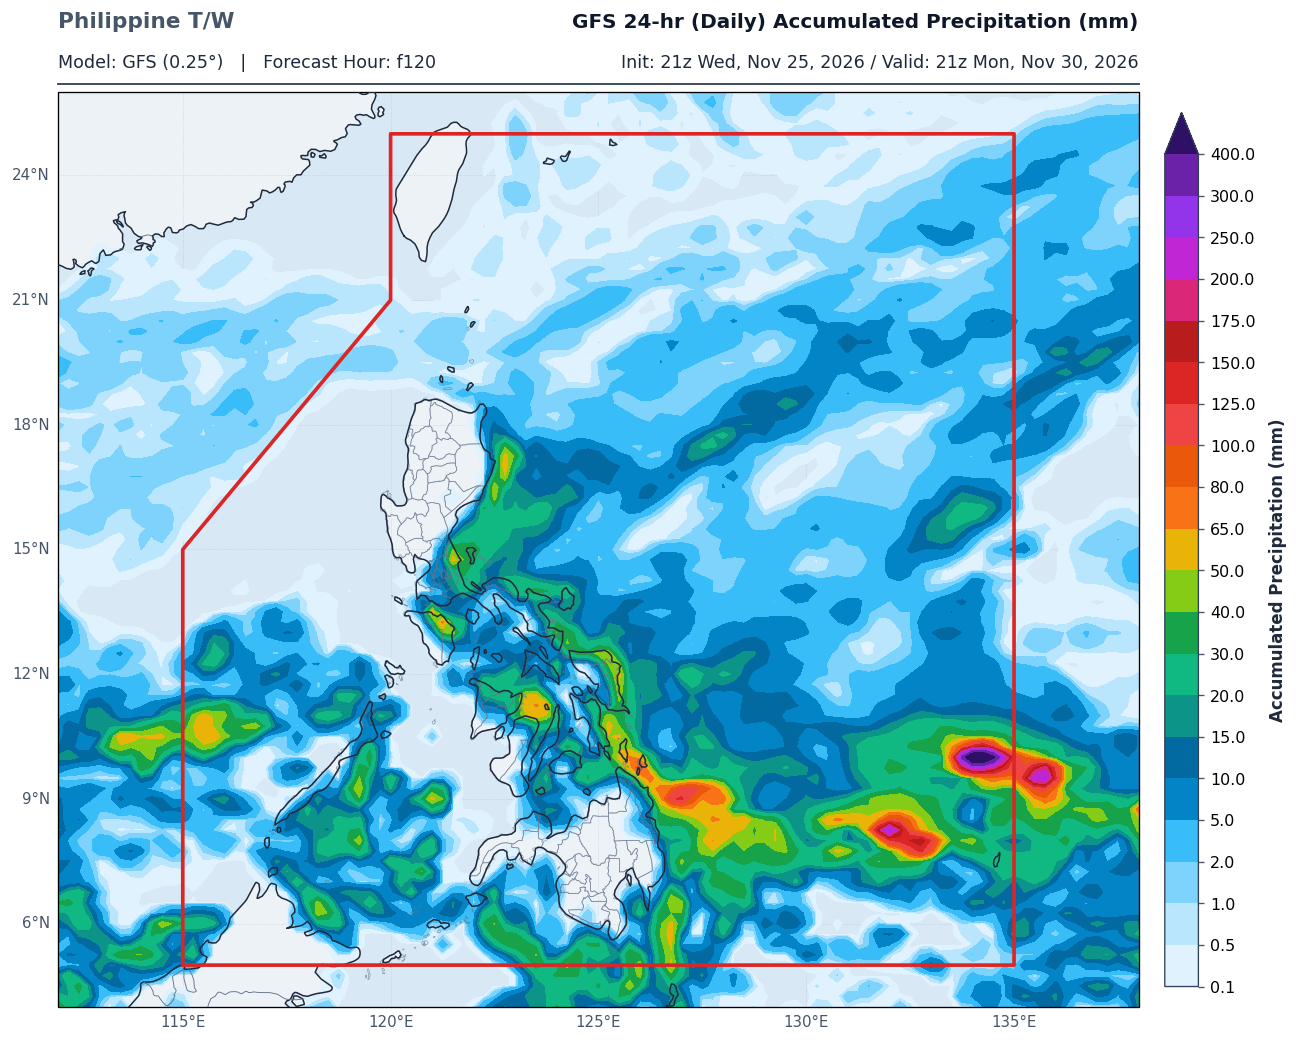 Philippine T/W
GFS 24-hr (Daily) Accumulated Precipitation (mm)
Model: GFS (0.25°)   |   Forecast Hour: f120
Init: 21z Wed, Nov 25, 2026 / Valid: 21z Mon, Nov 30, 2026
24°N
21°N
18°N
15°N
12°N
9°N
6°N
115°E
120°E
125°E
130°E
135°E
400.0
300.0
250.0
200.0
175.0
150.0
125.0
100.0
80.0
65.0
50.0
40.0
30.0
20.0
15.0
10.0
5.0
2.0
1.0
0.5
0.1
Accumulated Precipitation (mm)